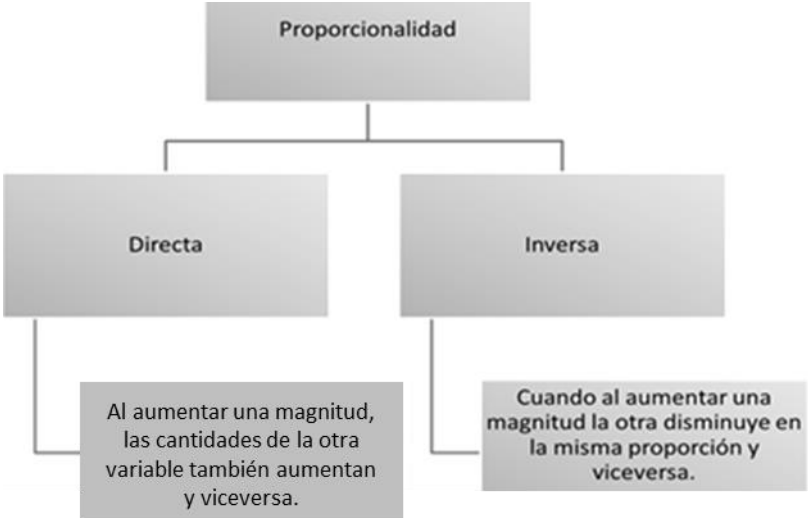 Proporcionalidad
Directa
Inversa
Al aumentar una magnitud,
las cantidades de la otra
variable también aumentan
y viceversa.
Cuando al aumentar una
magnitud la otra disminuye en
la misma proporción y
viceversa.